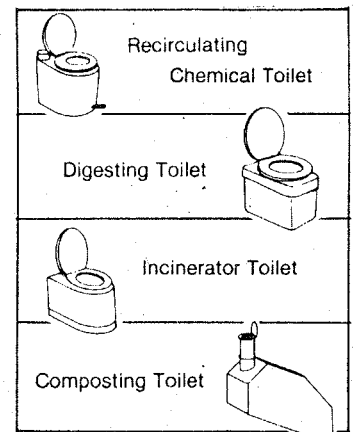 Recirculating
Chemical Toilet
Digesting Toilet
Incinerator Toilet
Composting Toilet